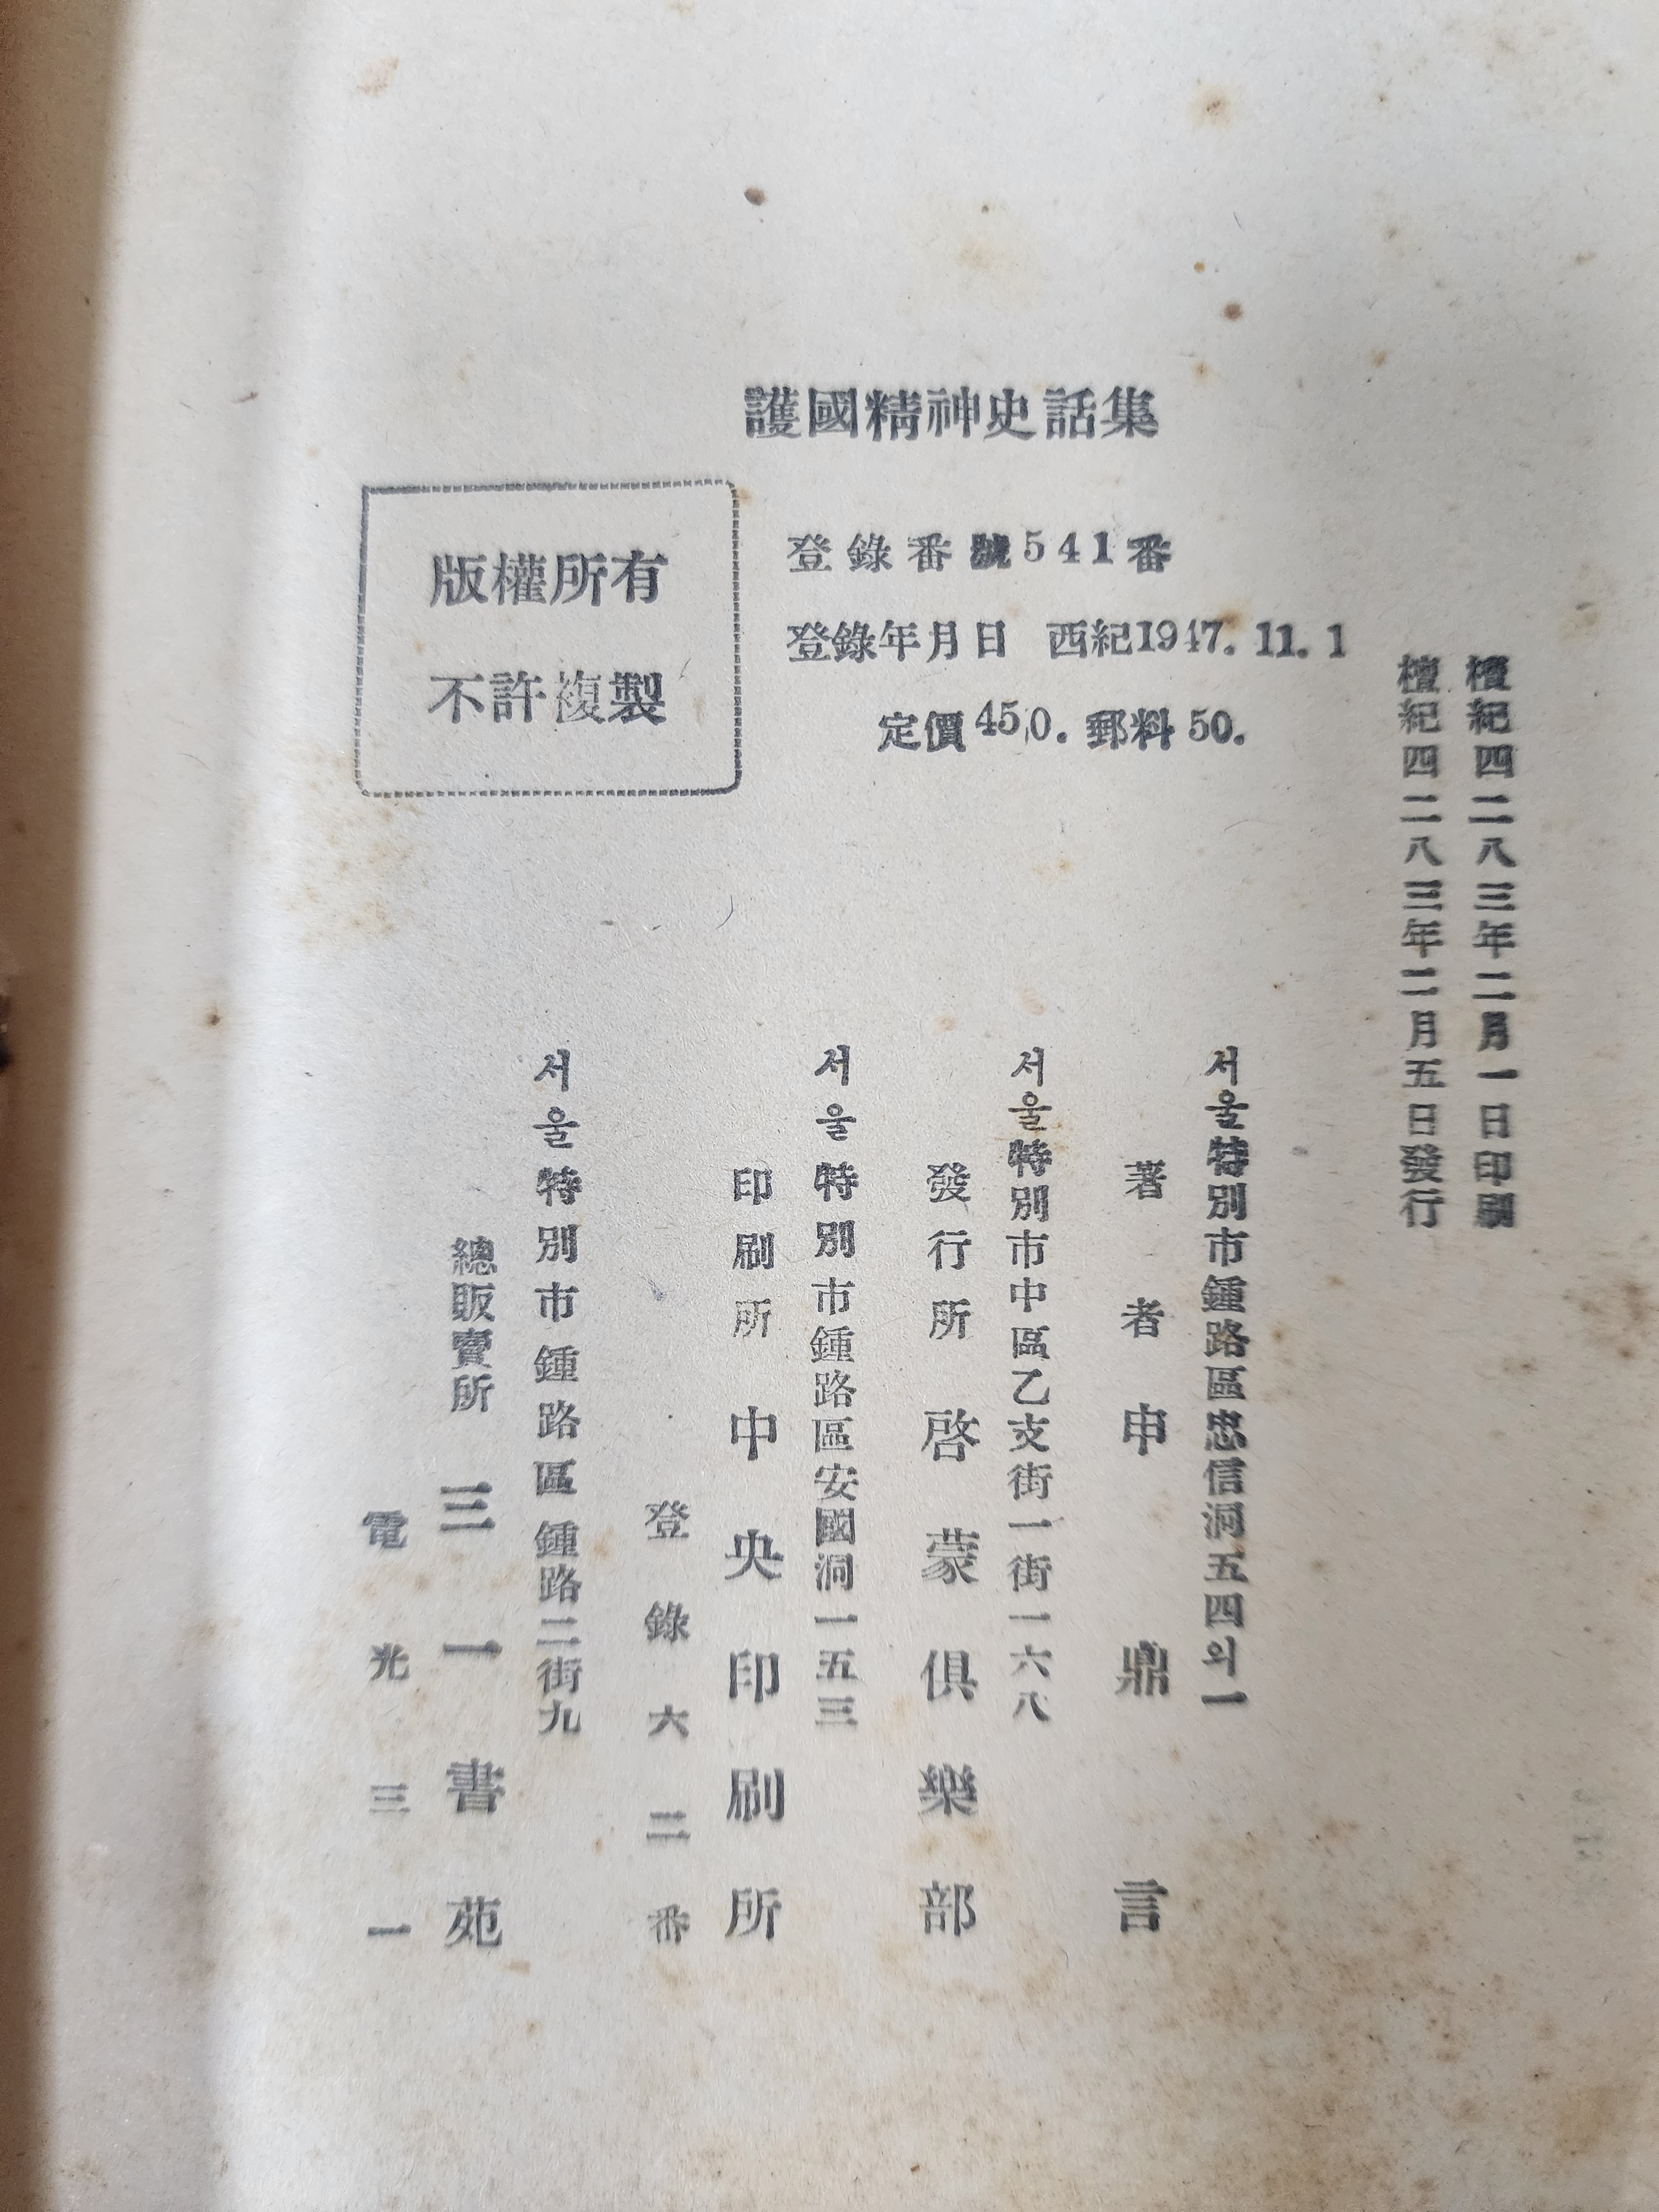 護國精神史話集
登錄番號541番
登錄年月日 西紀1947. 11. 1
定價450. 郵料50.
版權所有
不許複製
檀紀四二八三年二月一日印刷
檀紀四二八三年二月五日發行
서울特別市鍾路區忠信洞五四의一
著者 申鼎言
서울特別市中區乙支街一街一六八
發行所 啓蒙俱樂部
서울特別市鍾路區安國洞一五三
印刷所 中央印刷所
登錄六二番
서울特別市鍾路區鍾路二街九
總販賣所 三一書苑
電光三一